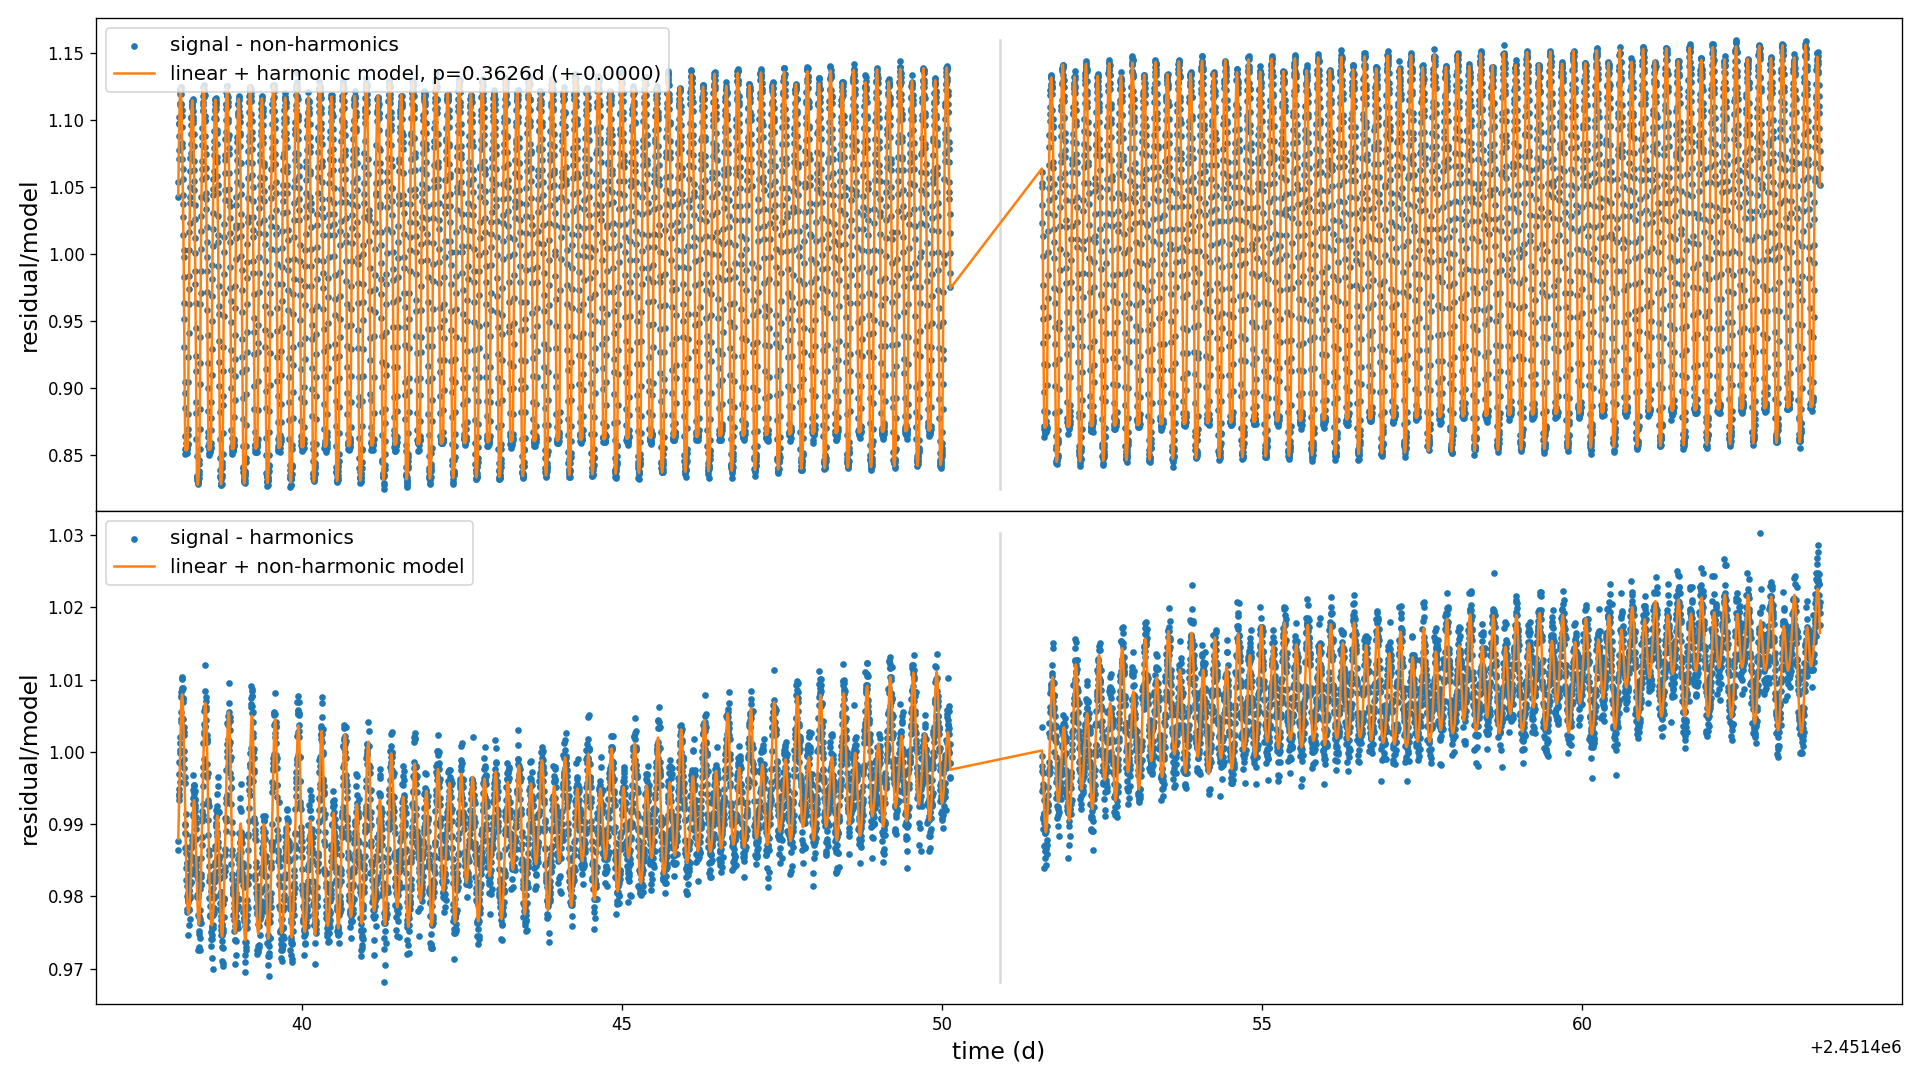 signal - non-harmonics
linear + harmonic model, p=0.3626d (+-0.0000)
1.15
1.10
1.05
1.00
0.95
0.90
0.85
residual/model
signal - harmonics
linear + non-harmonic model
1.03
1.02
1.01
1.00
0.99
0.98
0.97
residual/model
40
45
50
55
60
time (d)
+2.4514e6